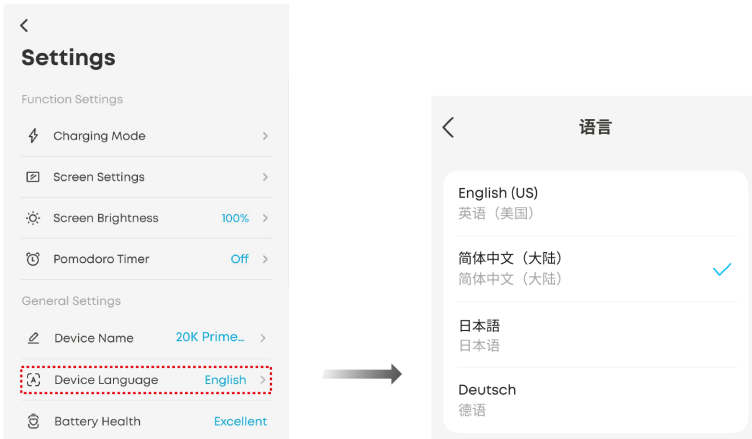 Settings
Function Settings
Charging Mode
Screen Settings
Screen Brightness 100%
Pomodoro Timer Off
General Settings
Device Name 20K Prime...
Device Language English
Battery Health Excellent
语言
English (US)
英语（美国）
简体中文（大陆）
简体中文（大陆）
日本語
日本语
Deutsch
德语